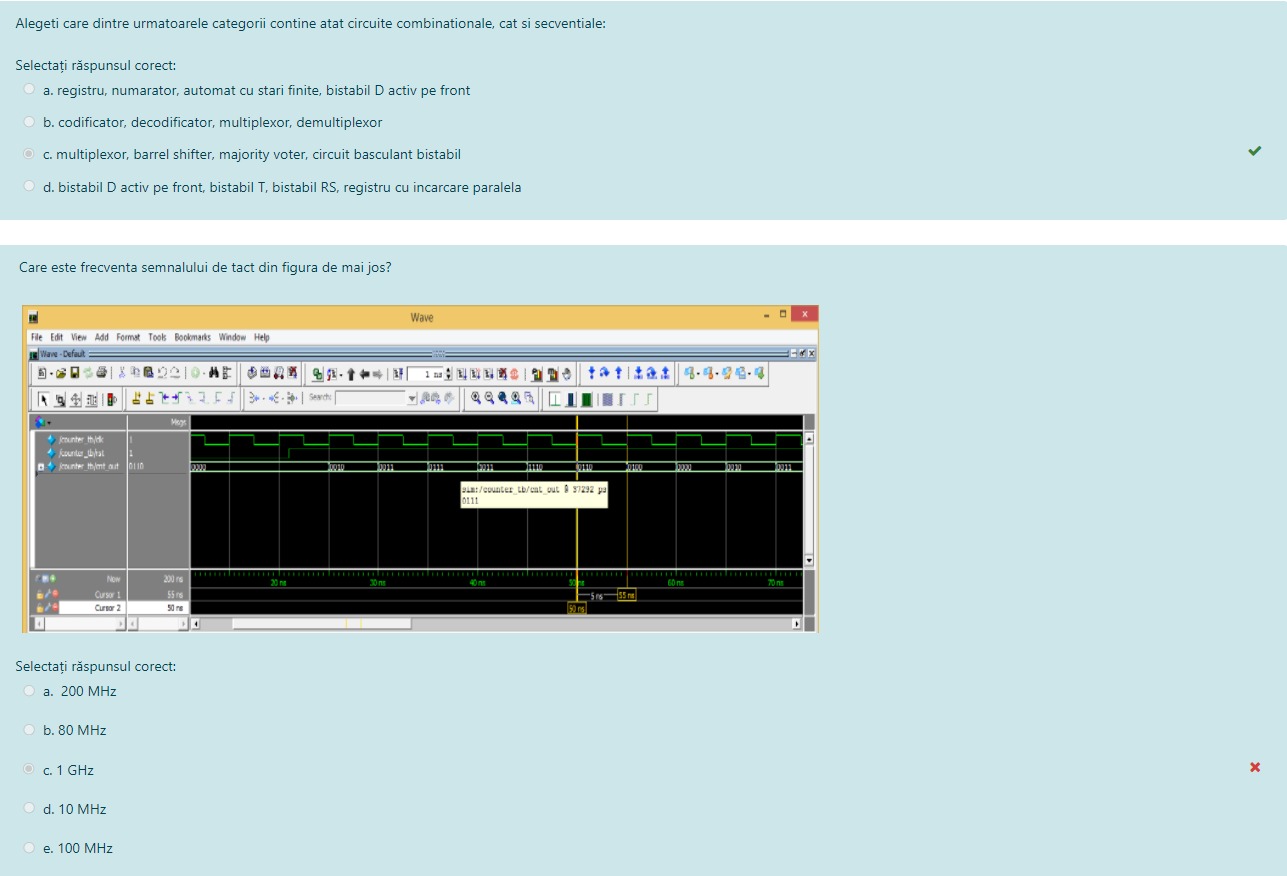 Alegeti care dintre urmatoarele categorii contine atat circuite combinationale, cat si secventiale:
Selectați răspunsul corect:
a. registru, numarator, automat cu stari finite, bistabil D activ pe front
b. codificator, decodificator, multiplexor, demultiplexor
c. multiplexor, barrel shifter, majority voter, circuit basculant bistabil
d. bistabil D activ pe front, bistabil T, bistabil RS, registru cu incarcare paralela
Care este frecventa semnalului de tact din figura de mai jos?
Wave
File Edit View Add Format Tools Bookmarks Window Help
Wave - Default
1 ns
Search:
Msgs
/counter_tb/clk 1
/counter_tb/rst 1
/counter_tb/cnt_out 0110 0000 0010 0011 0111 1011 1110 0110 0100 0000 0010 0011
sim:/counter_tb/cnt_out @ 37292 ps
0111
Now 200 ns 20 ns 30 ns 40 ns 50 ns 60 ns 70 ns
Cursor 1 55 ns 5 ns 55 ns
Cursor 2 50 ns 50 ns
Selectați răspunsul corect:
a. 200 MHz
b. 80 MHz
c. 1 GHz
d. 10 MHz
e. 100 MHz